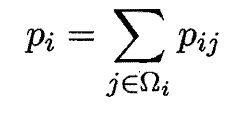 $p_i = \sum_{j \in \Omega_i} p_{ij}$